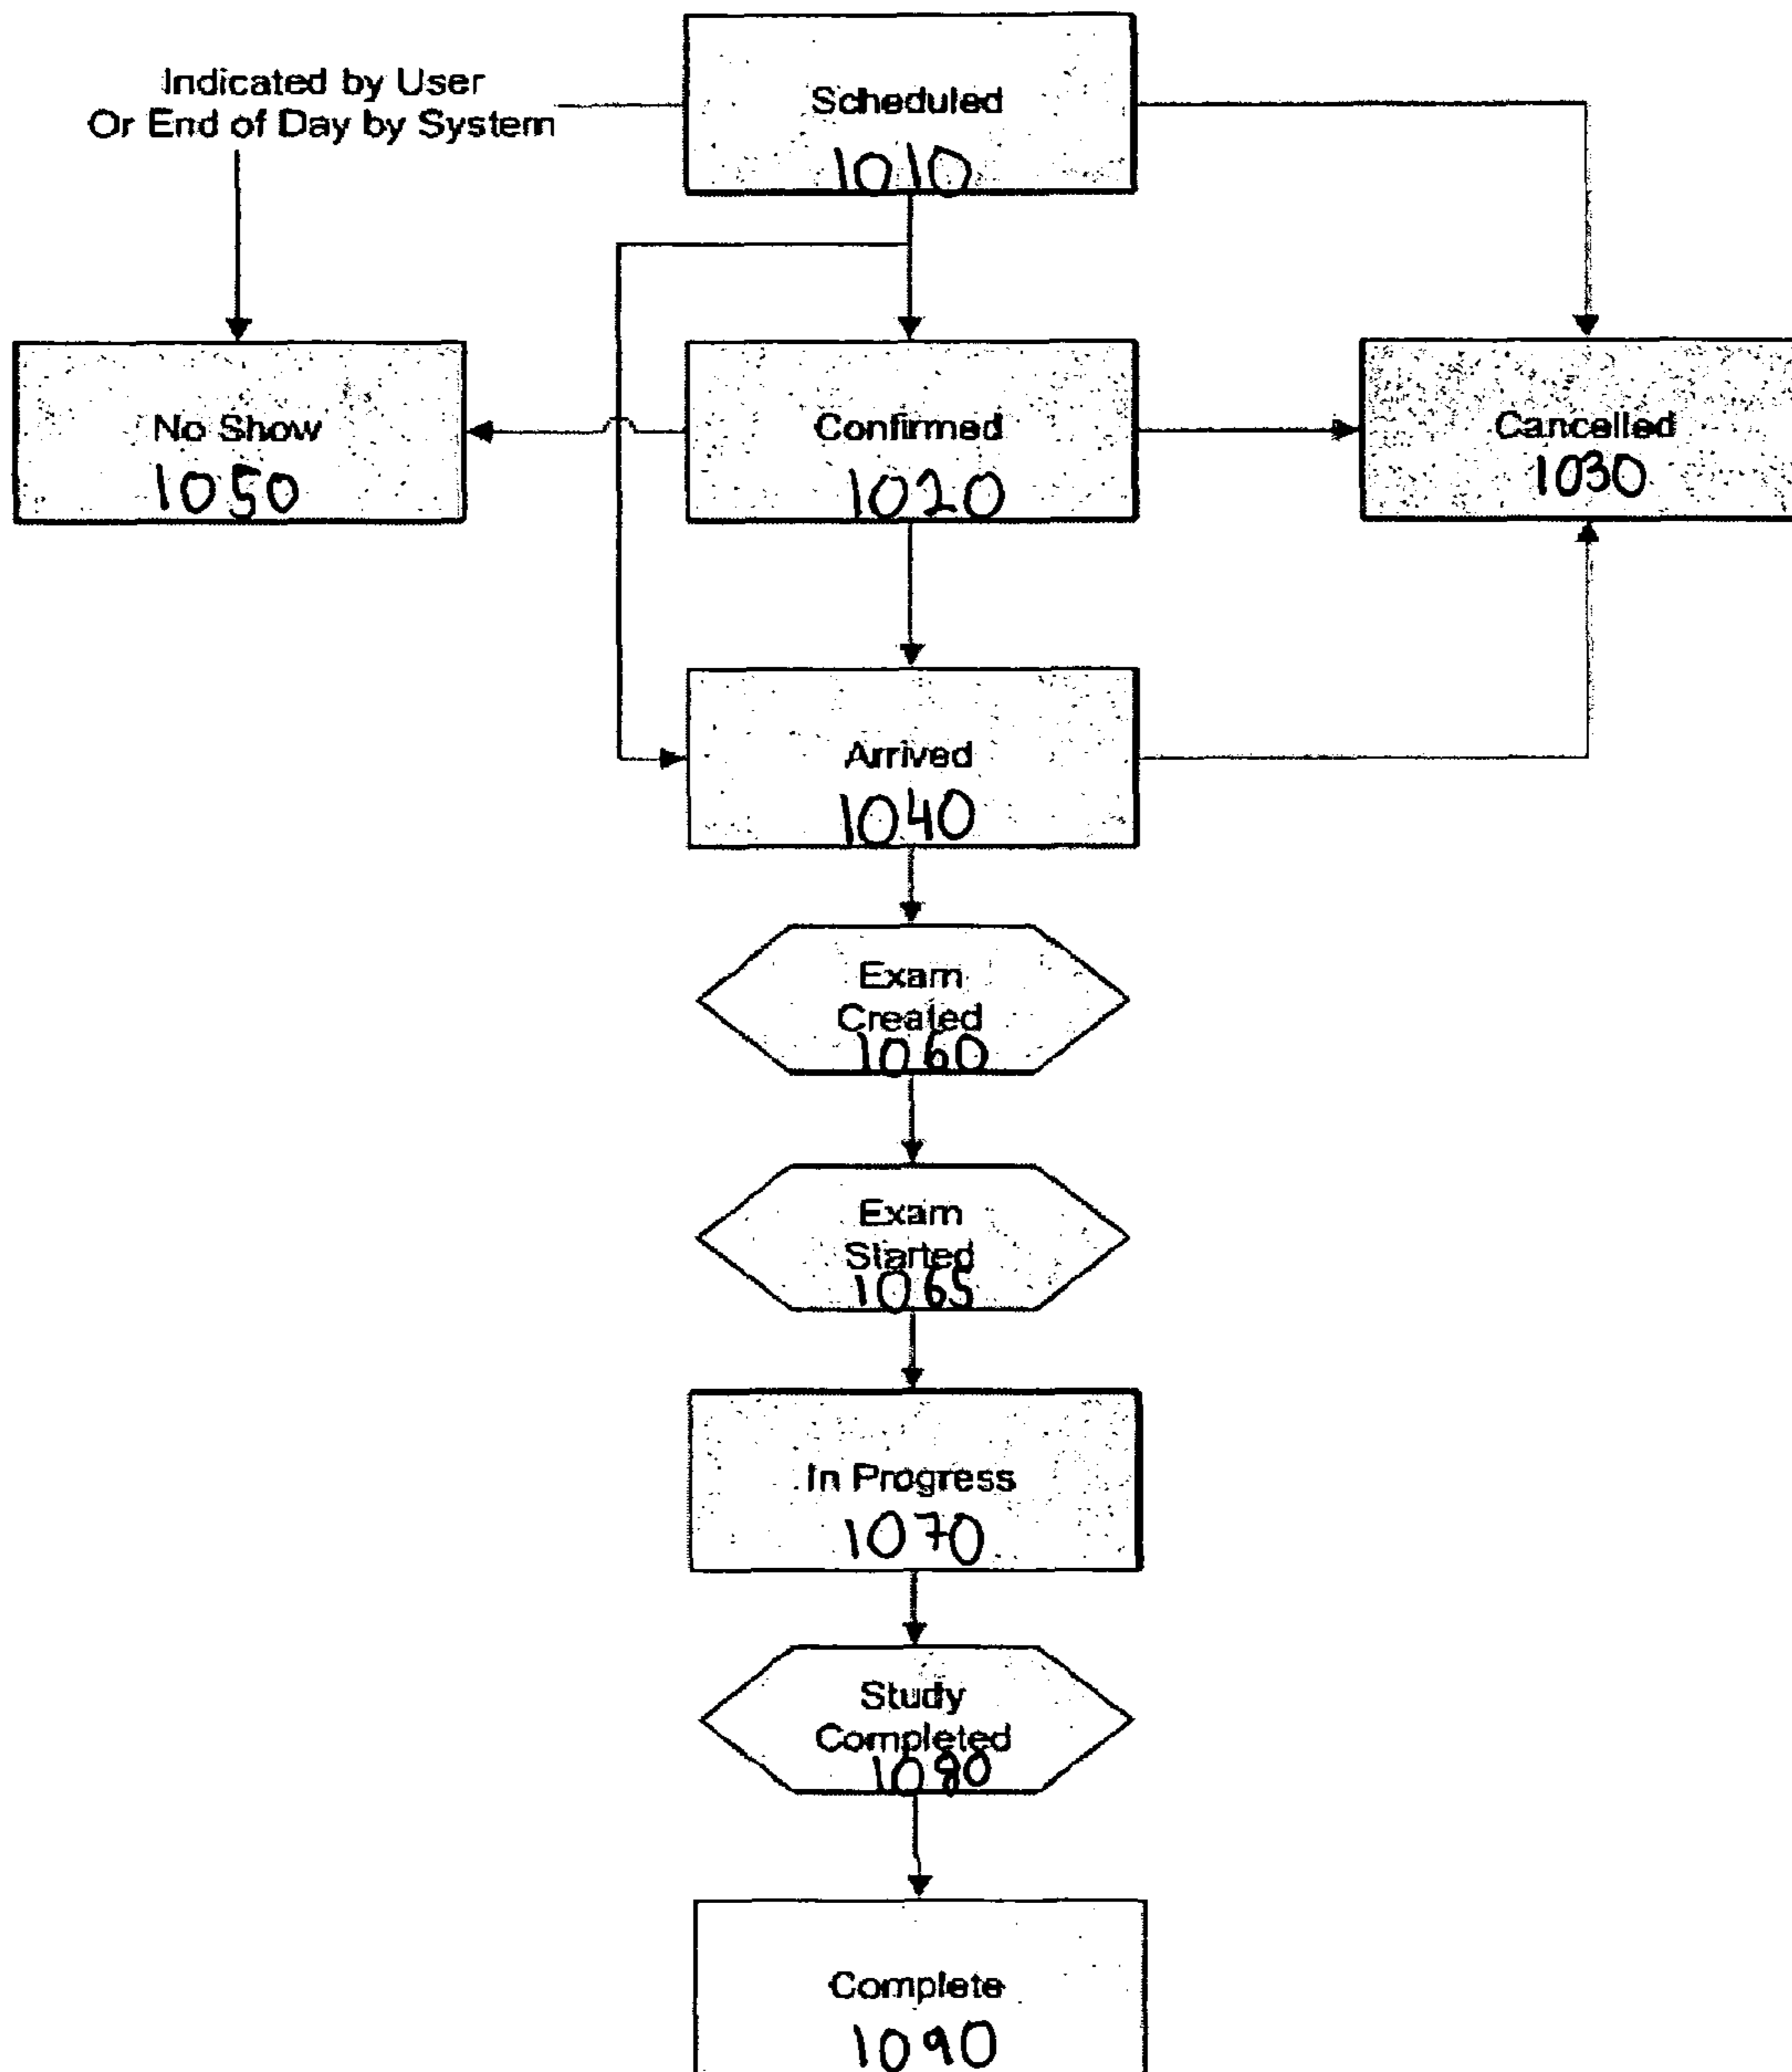 Indicated by User
Or End of Day by System
Scheduled
1010
No Show
1050
Confirmed
1020
Cancelled
1030
Arrived
1040
Exam
Created
1060
Exam
Started
1065
In Progress
1070
Study
Completed
1080
Complete
1090